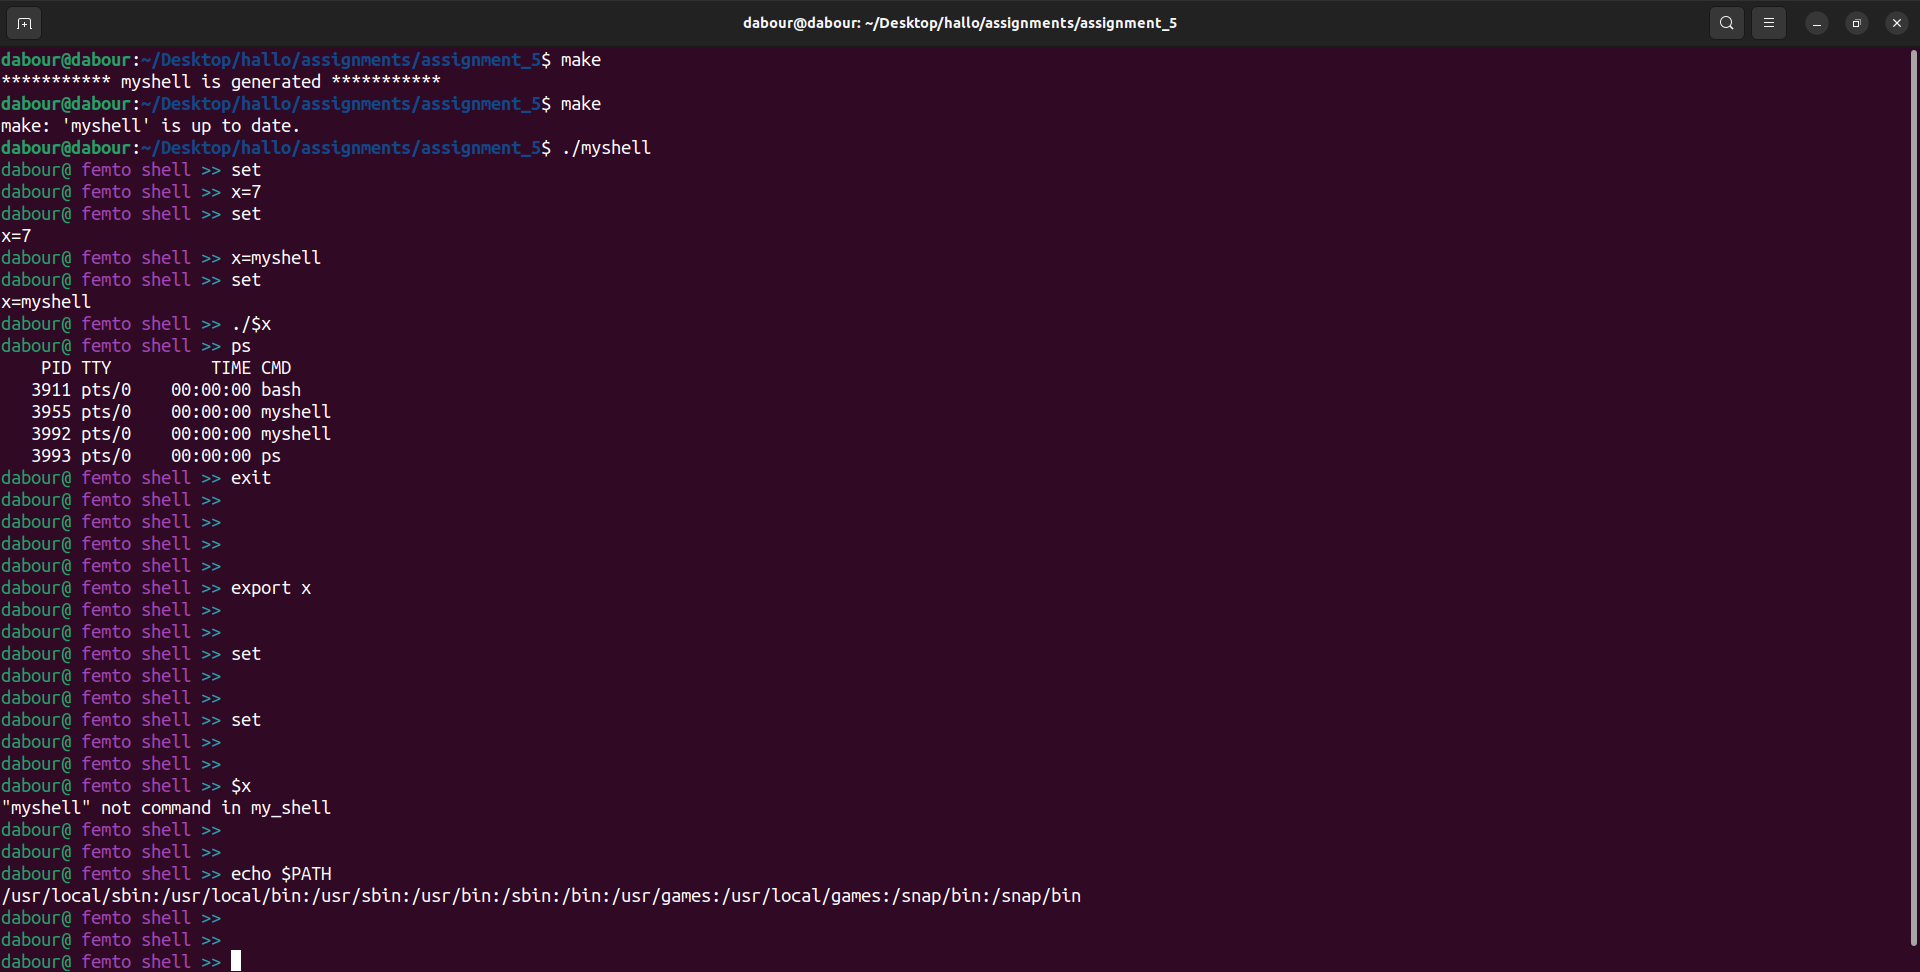 dabour@dabour: ~/Desktop/hallo/assignments/assignment_5
dabour@dabour:~/Desktop/hallo/assignments/assignment_5$ make
*********** myshell is generated ***********
dabour@dabour:~/Desktop/hallo/assignments/assignment_5$ make
make: 'myshell' is up to date.
dabour@dabour:~/Desktop/hallo/assignments/assignment_5$ ./myshell
dabour@ femto shell >> set
dabour@ femto shell >> x=7
dabour@ femto shell >> set
x=7
dabour@ femto shell >> x=myshell
dabour@ femto shell >> set
x=myshell
dabour@ femto shell >> ./$x
dabour@ femto shell >> ps
    PID TTY          TIME CMD
   3911 pts/0    00:00:00 bash
   3955 pts/0    00:00:00 myshell
   3992 pts/0    00:00:00 myshell
   3993 pts/0    00:00:00 ps
dabour@ femto shell >> exit
dabour@ femto shell >>
dabour@ femto shell >>
dabour@ femto shell >>
dabour@ femto shell >>
dabour@ femto shell >> export x
dabour@ femto shell >>
dabour@ femto shell >>
dabour@ femto shell >> set
dabour@ femto shell >>
dabour@ femto shell >>
dabour@ femto shell >> set
dabour@ femto shell >>
dabour@ femto shell >>
dabour@ femto shell >> $x
"myshell" not command in my_shell
dabour@ femto shell >>
dabour@ femto shell >>
dabour@ femto shell >> echo $PATH
/usr/local/sbin:/usr/local/bin:/usr/sbin:/usr/bin:/sbin:/bin:/usr/games:/usr/local/games:/snap/bin:/snap/bin
dabour@ femto shell >>
dabour@ femto shell >>
dabour@ femto shell >>